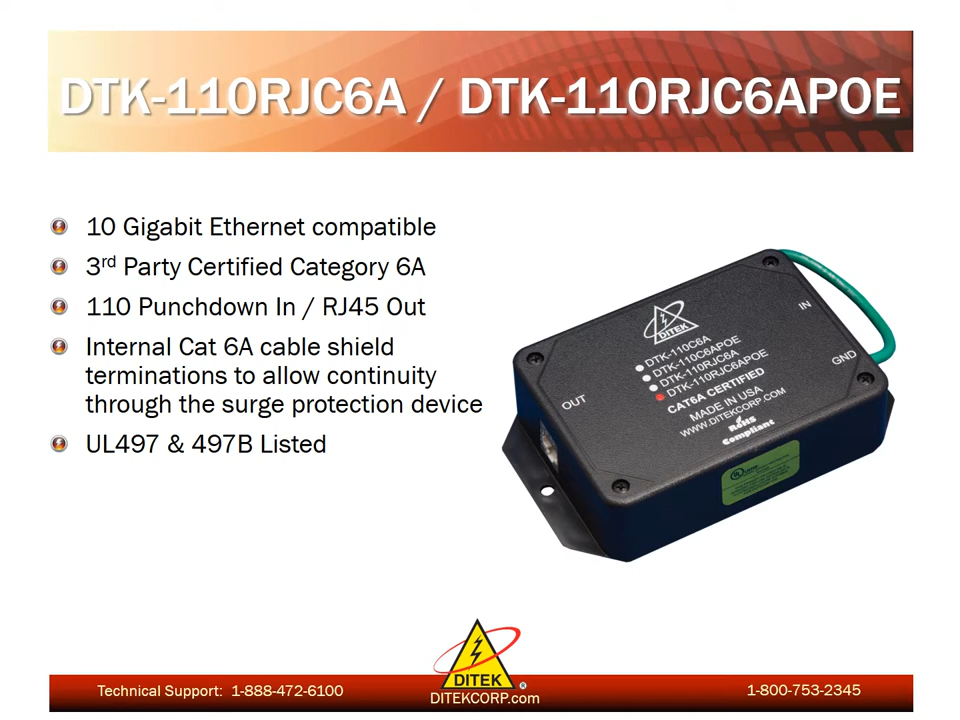 DTK-110RJC6A / DTK-110RJC6APOE
10 Gigabit Ethernet compatible
3rd Party Certified Category 6A
110 Punchdown In / RJ45 Out
Internal Cat 6A cable shield
terminations to allow continuity
through the surge protection device
UL497 & 497B Listed
DITEK
DTK-110C6A
DTK-110C6APOE
DTK-110RJC6A
DTK-110RJC6APOE
CAT6A CERTIFIED
MADE IN USA
WWW.DITEKCORP.COM
RoHS
Compliant
IN
GND
OUT
Technical Support: 1-888-472-6100
DITEK ®
DITEKCORP.com
1-800-753-2345